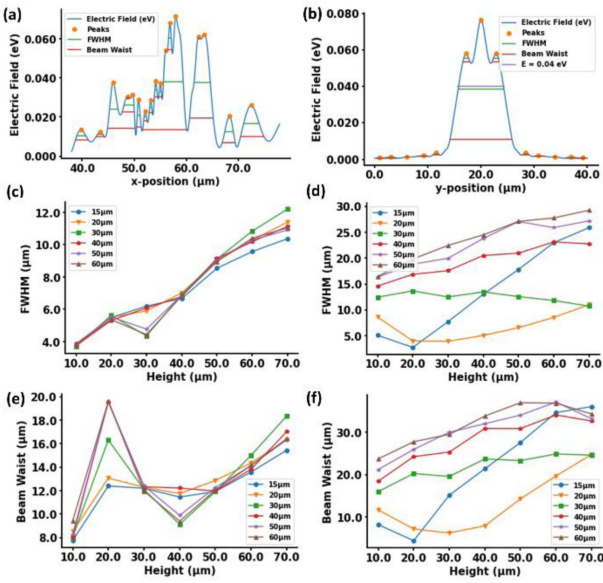 (a)
Electric Field (eV)
Peaks
FWHM
Beam Waist
Electric Field (eV)
0.060
0.040
0.020
0.000
40.0 50.0 60.0 70.0
x-position (μm)
(b)
Electric Field (eV)
Peaks
FWHM
Beam Waist
E = 0.04 eV
Electric Field (eV)
0.080
0.060
0.040
0.020
0.000
0.0 10.0 20.0 30.0 40.0
y-position (μm)
(c)
15μm
20μm
30μm
40μm
50μm
60μm
FWHM (μm)
12.0
10.0
8.0
6.0
4.0
10.0 20.0 30.0 40.0 50.0 60.0 70.0
Height (μm)
(d)
15μm
20μm
30μm
40μm
50μm
60μm
FWHM (μm)
30.0
25.0
20.0
15.0
10.0
5.0
10.0 20.0 30.0 40.0 50.0 60.0 70.0
Height (μm)
(e)
15μm
20μm
30μm
40μm
50μm
60μm
Beam Waist (μm)
20.0
18.0
16.0
14.0
12.0
10.0
8.0
10.0 20.0 30.0 40.0 50.0 60.0 70.0
Height (μm)
(f)
15μm
20μm
30μm
40μm
50μm
60μm
Beam Waist (μm)
30.0
20.0
10.0
10.0 20.0 30.0 40.0 50.0 60.0 70.0
Height (μm)